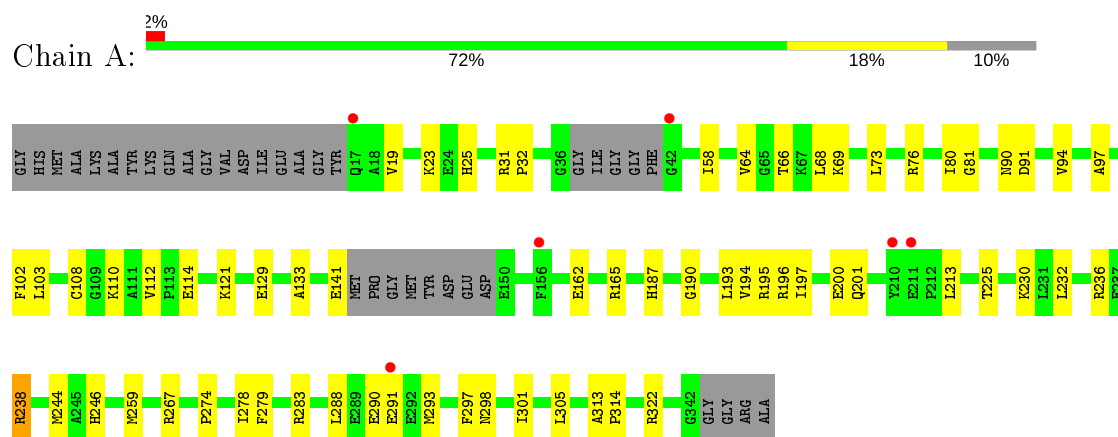 2%
Chain A:
72% 18% 10%
GLY HIS MET ALA LYS ALA TYR LYS GLN ALA GLY VAL ASP ILE GLU ALA GLY TYR Q17 A18 V19 K23 E24 H25 R31 P32 G36 GLY ILE GLY GLY PHE G42 I58 V64 G65 T66 K67 L68 K69 L73 R76 I80 G81 N90 D91 V94 A97
F102 L103 C108 G109 K110 A111 V112 P113 E114 K121 E129 A133 E141 MET PRO GLY MET TYR ASP GLU ASP E150 F156 E162 R165 H187 G190 L193 V194 R195 R196 I197 E200 Q201 Y210 E211 P212 L213 T225 K230 L231 L232 R236
R238 M244 A245 H246 M259 R267 P274 I278 F279 R283 L288 E289 E290 E291 E292 M293 F297 N298 I301 L305 A313 P314 R322 G342 GLY GLY ARG ALA